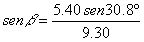 5.40 sen30.8°
sen =
9.30